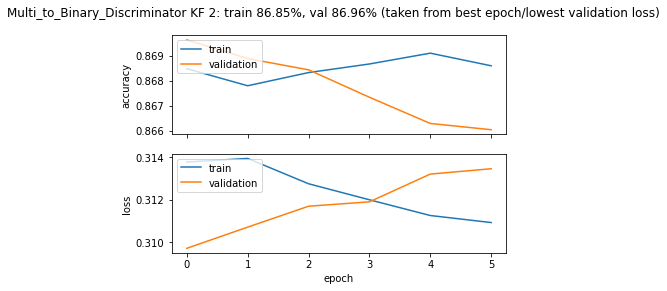 Multi_to_Binary_Discriminator KF 2: train 86.85%, val 86.96% (taken from best epoch/lowest validation loss)
0.869
0.868
0.867
0.866
accuracy
train
validation
0.314
0.312
0.310
loss
train
validation
0 1 2 3 4 5
epoch